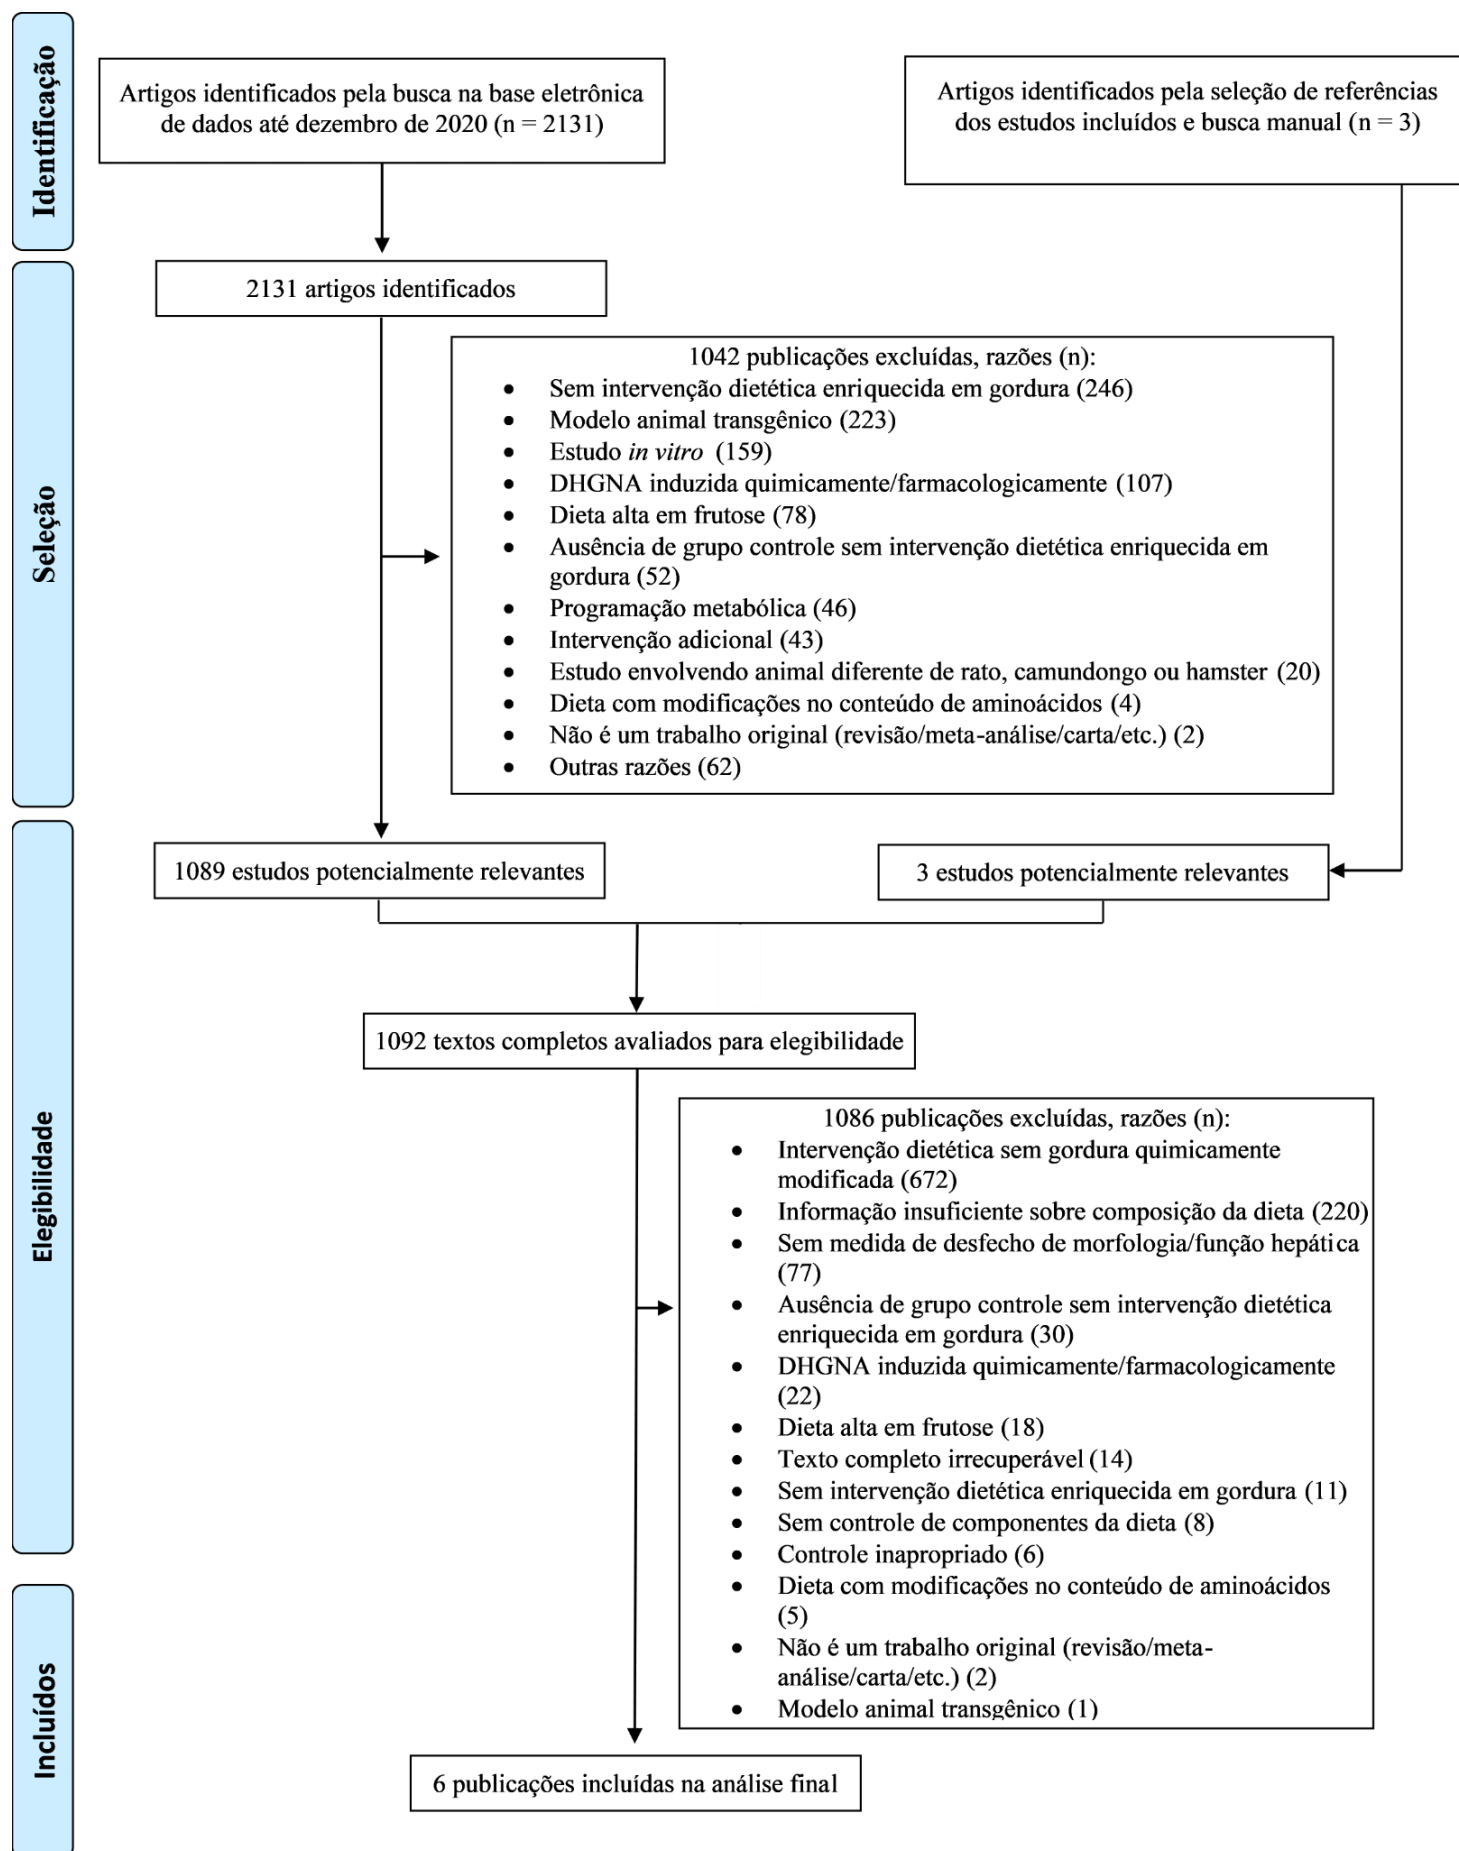 Identificação
Artigos identificados pela busca na base eletrônica
de dados até dezembro de 2020 (n = 2131)
Artigos identificados pela seleção de referências
dos estudos incluídos e busca manual (n = 3)
Seleção
2131 artigos identificados
1042 publicações excluídas, razões (n):
• Sem intervenção dietética enriquecida em gordura (246)
• Modelo animal transgênico (223)
• Estudo in vitro (159)
• DHGNA induzida quimicamente/farmacologicamente (107)
• Dieta alta em frutose (78)
• Ausência de grupo controle sem intervenção dietética enriquecida em
gordura (52)
• Programação metabólica (46)
• Intervenção adicional (43)
• Estudo envolvendo animal diferente de rato, camundongo ou hamster (20)
• Dieta com modificações no conteúdo de aminoácidos (4)
• Não é um trabalho original (revisão/meta-análise/carta/etc.) (2)
• Outras razões (62)
Elegibilidade
1089 estudos potencialmente relevantes
3 estudos potencialmente relevantes
1092 textos completos avaliados para elegibilidade
1086 publicações excluídas, razões (n):
• Intervenção dietética sem gordura quimicamente
modificada (672)
• Informação insuficiente sobre composição da dieta (220)
• Sem medida de desfecho de morfologia/função hepática
(77)
• Ausência de grupo controle sem intervenção dietética
enriquecida em gordura (30)
• DHGNA induzida quimicamente/farmacologicamente
(22)
• Dieta alta em frutose (18)
• Texto completo irrecuperável (14)
• Sem intervenção dietética enriquecida em gordura (11)
• Sem controle de componentes da dieta (8)
• Controle inapropriado (6)
• Dieta com modificações no conteúdo de aminoácidos
(5)
• Não é um trabalho original (revisão/meta-
análise/carta/etc.) (2)
• Modelo animal transgênico (1)
Incluídos
6 publicações incluídas na análise final